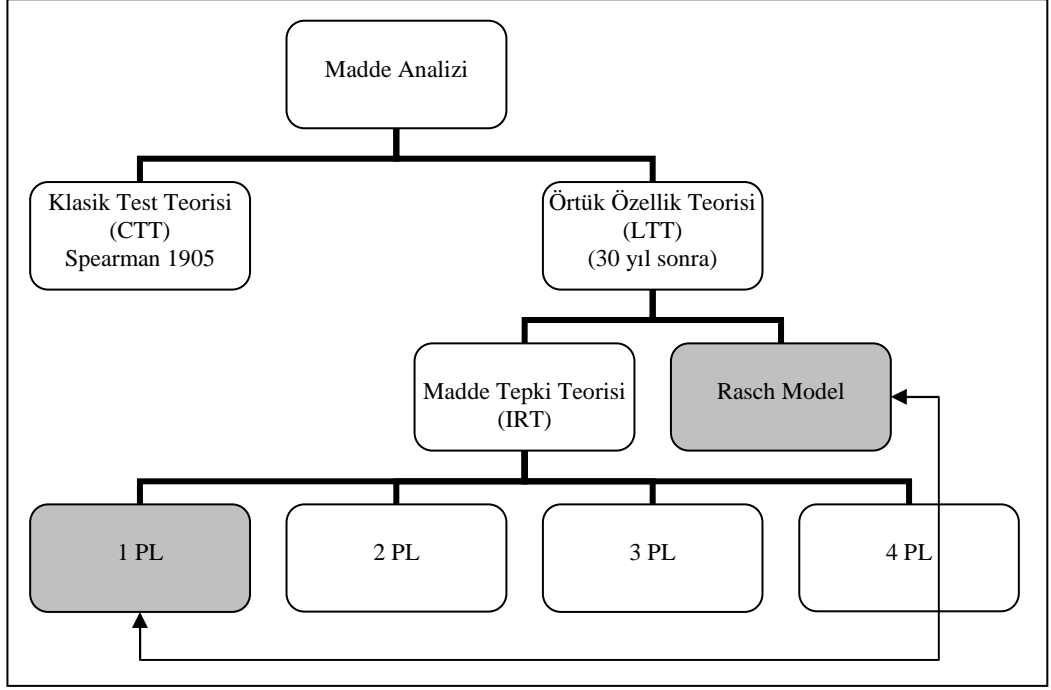 Madde Analizi
Klasik Test Teorisi
(CTT)
Spearman 1905
Örtük Özellik Teorisi
(LTT)
(30 yıl sonra)
Madde Tepki Teorisi
(IRT)
Rasch Model
1 PL
2 PL
3 PL
4 PL